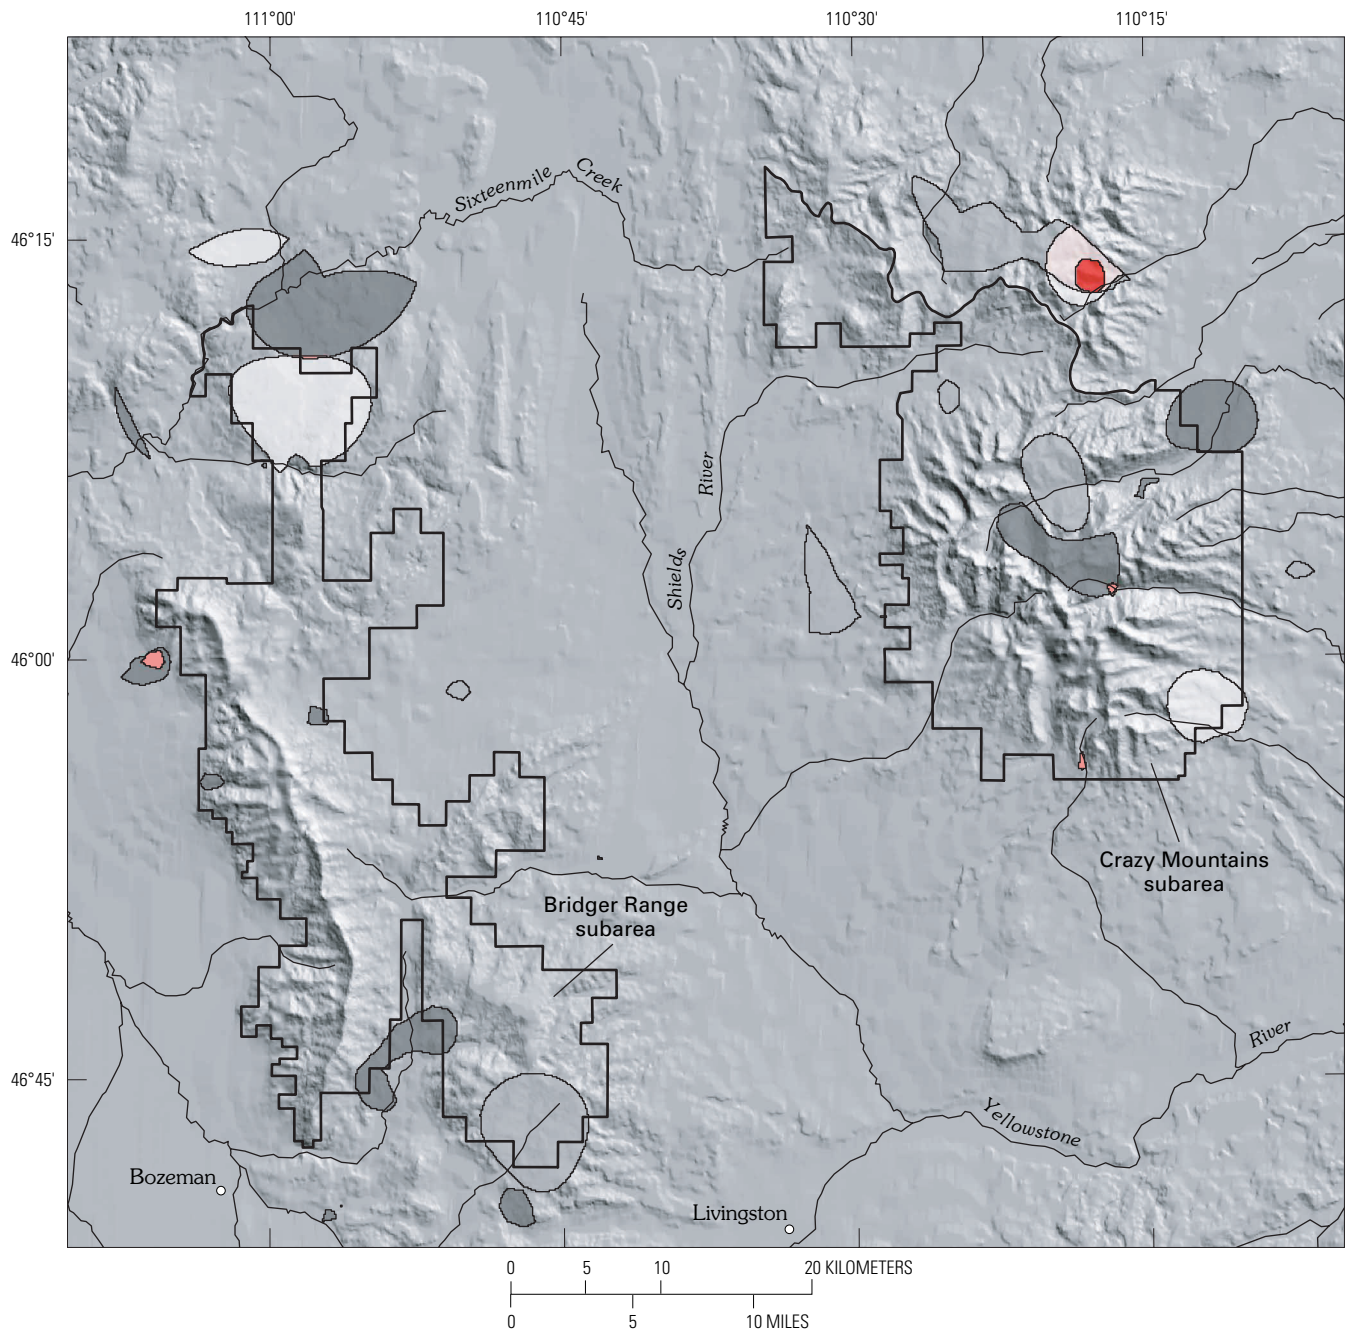 111°00'
110°45'
110°30'
110°15'
Sixteenmile Creek
46°15'
River
Shields
46°00'
Crazy Mountains
subarea
Bridger Range
subarea
River
46°45'
Yellowstone
Bozeman
Livingston
0 5 10 20 KILOMETERS
0 5 10 MILES